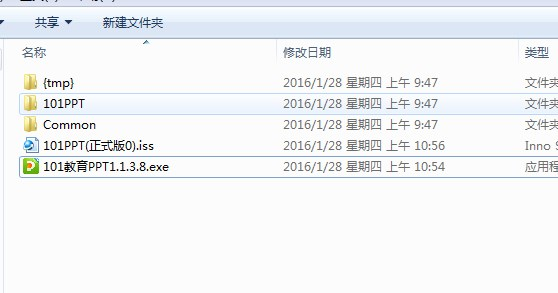 共享 新建文件夹
名称 修改日期 类型
{tmp} 2016/1/28 星期四 上午 9:47 文件夹
101PPT 2016/1/28 星期四 上午 9:47 文件夹
Common 2016/1/28 星期四 上午 9:47 文件夹
101PPT(正式版0).iss 2016/1/28 星期四 上午 10:56 Inno S
101教育PPT1.1.3.8.exe 2016/1/28 星期四 上午 10:54 应用程